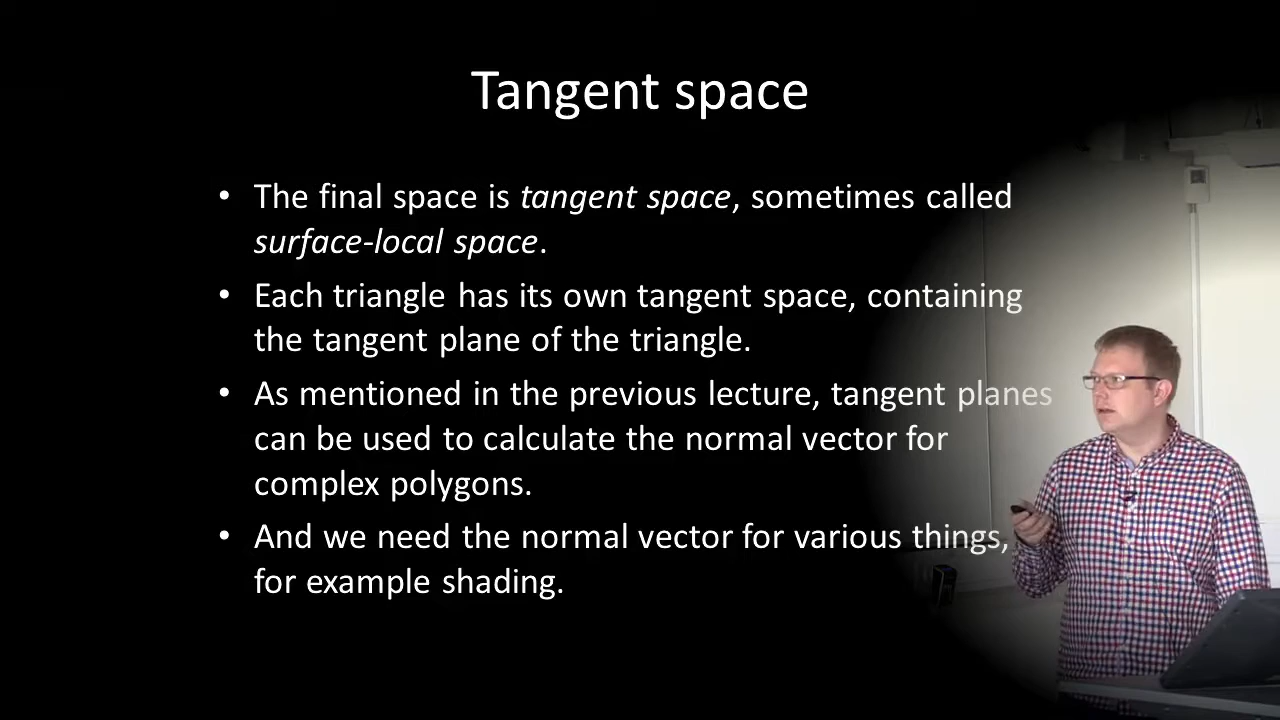 Tangent space
• The final space is tangent space, sometimes called
surface-local space.
• Each triangle has its own tangent space, containing
the tangent plane of the triangle.
• As mentioned in the previous lecture, tangent planes
can be used to calculate the normal vector for
complex polygons.
• And we need the normal vector for various things,
for example shading.